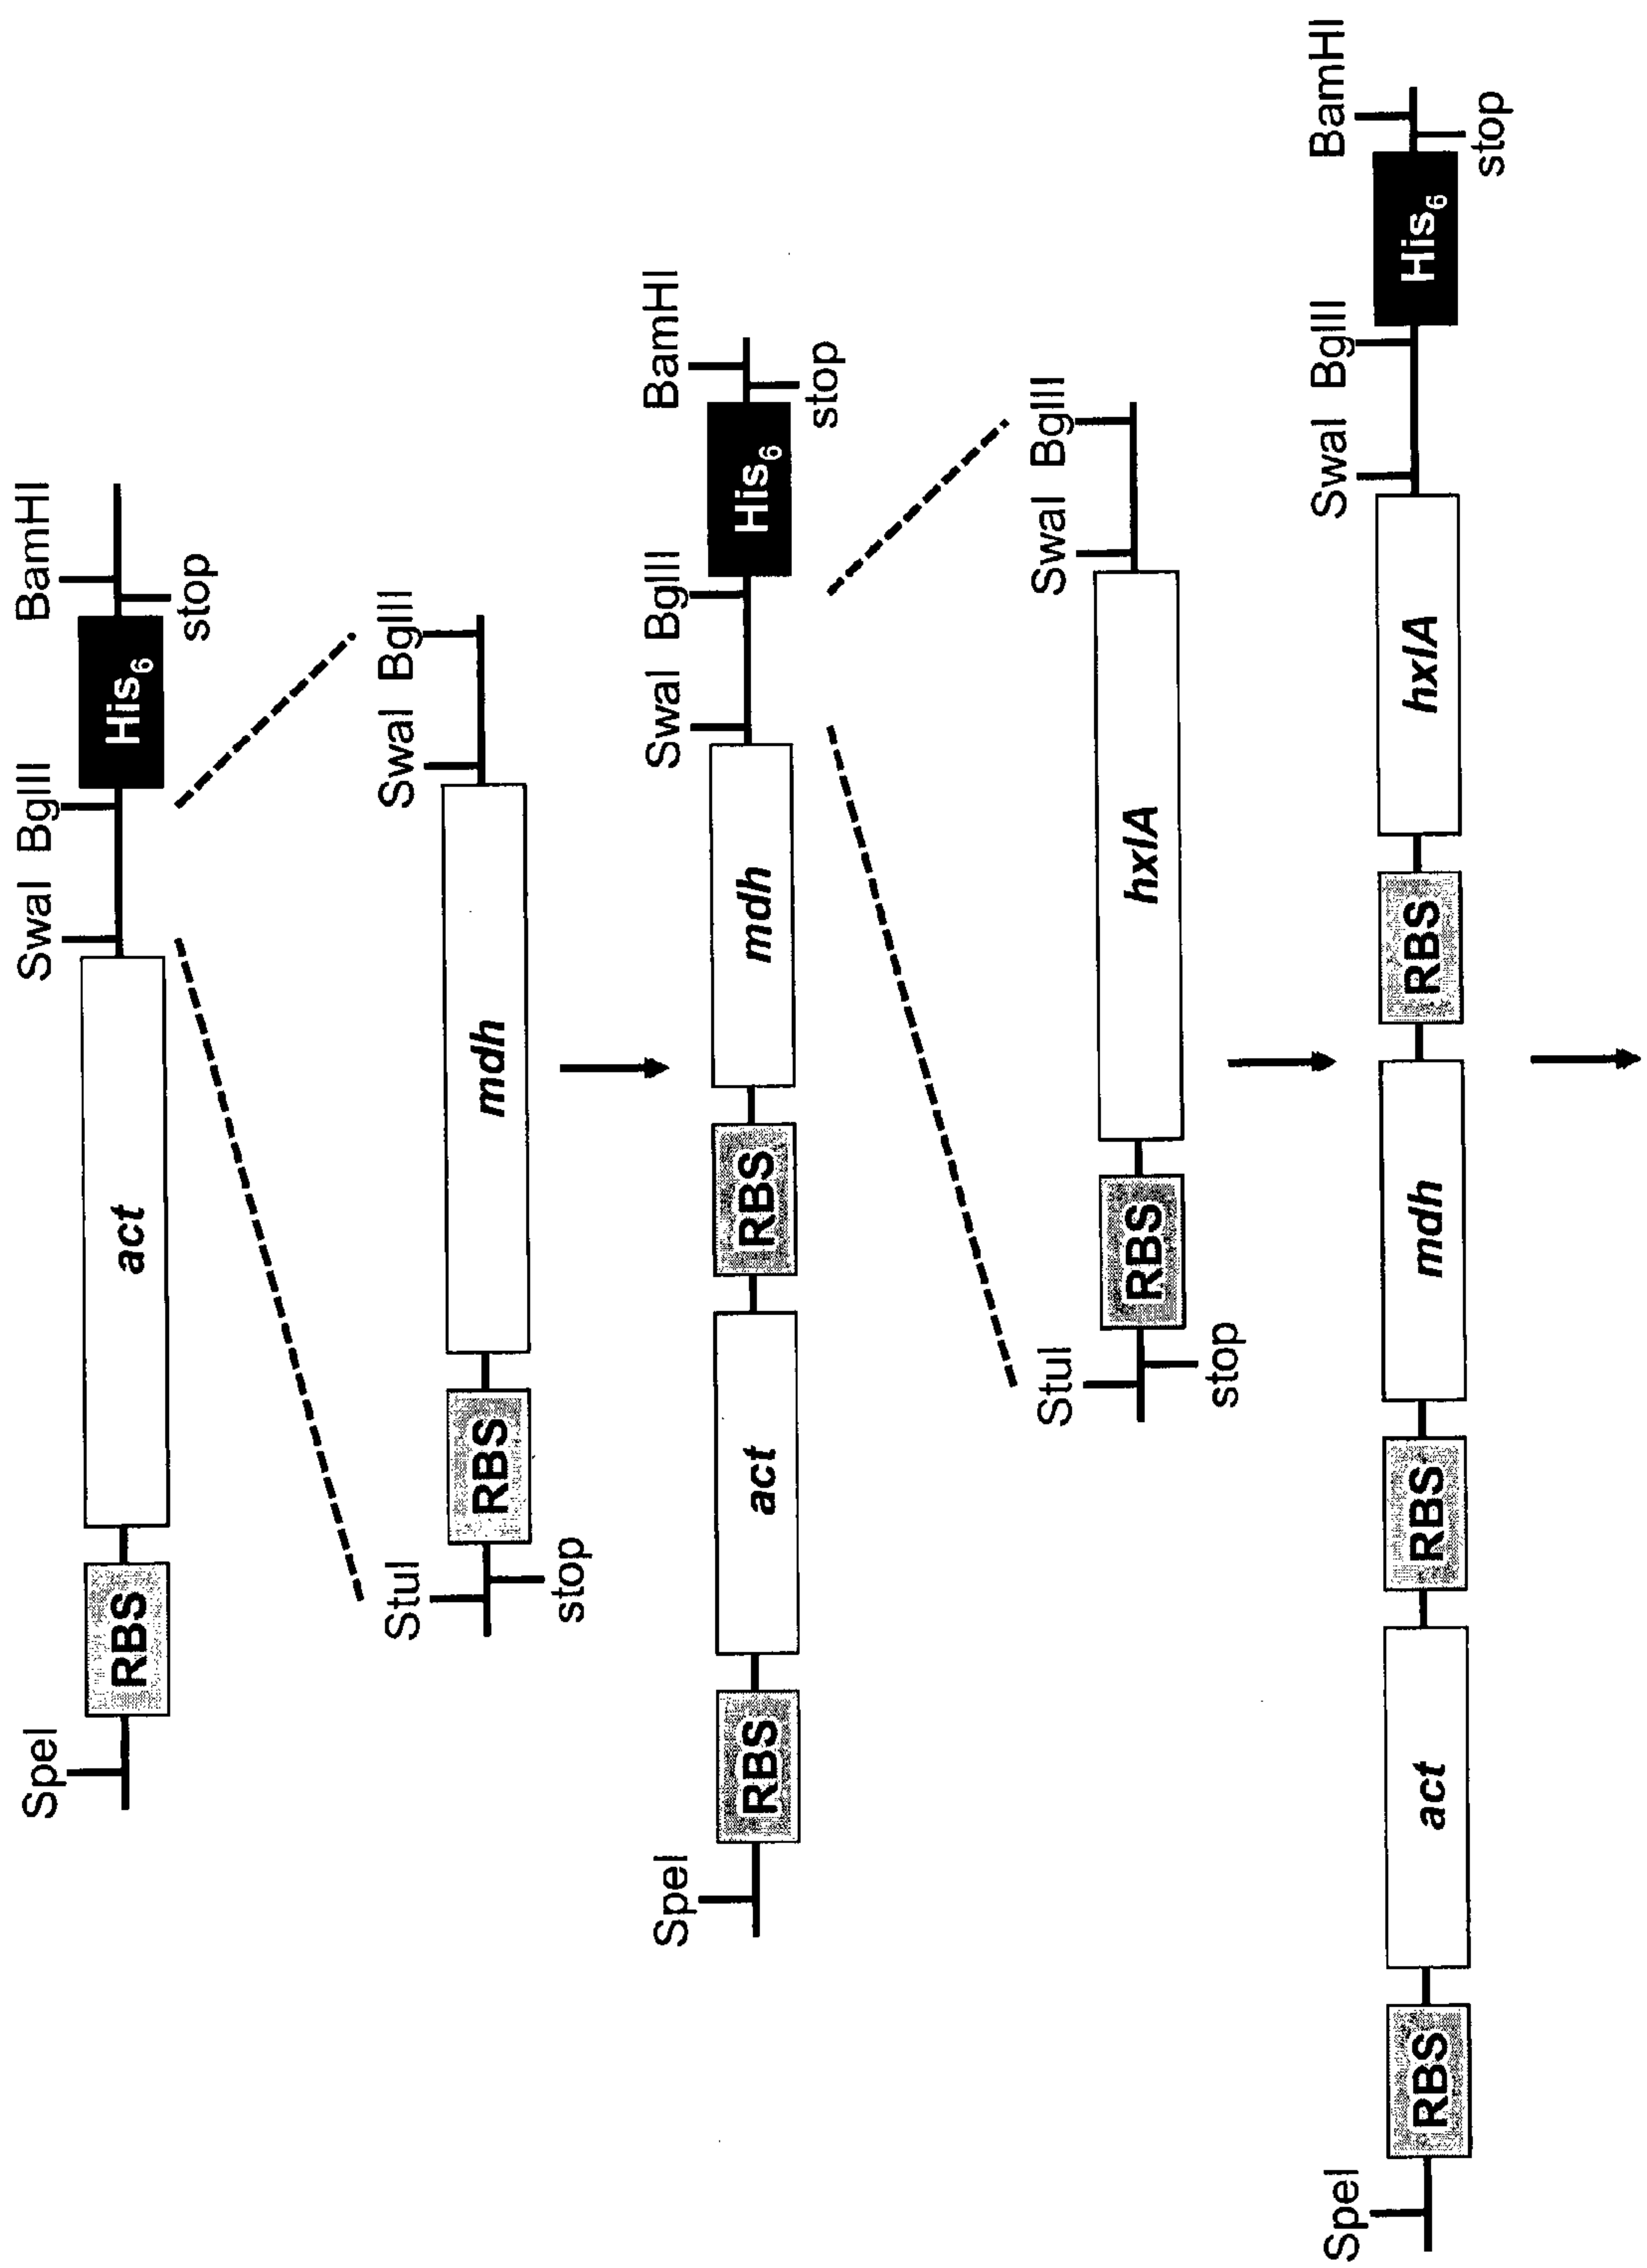 SpeI SwaI BglII BamHI
RBS act His6
stop
StuI SwaI BglII
RBS mdh
stop
SpeI SwaI BglII BamHI
RBS act RBS mdh His6
stop
StuI SwaI BglII
RBS hxlA
stop
SpeI SwaI BglII BamHI
RBS act RBS mdh RBS hxlA His6
stop